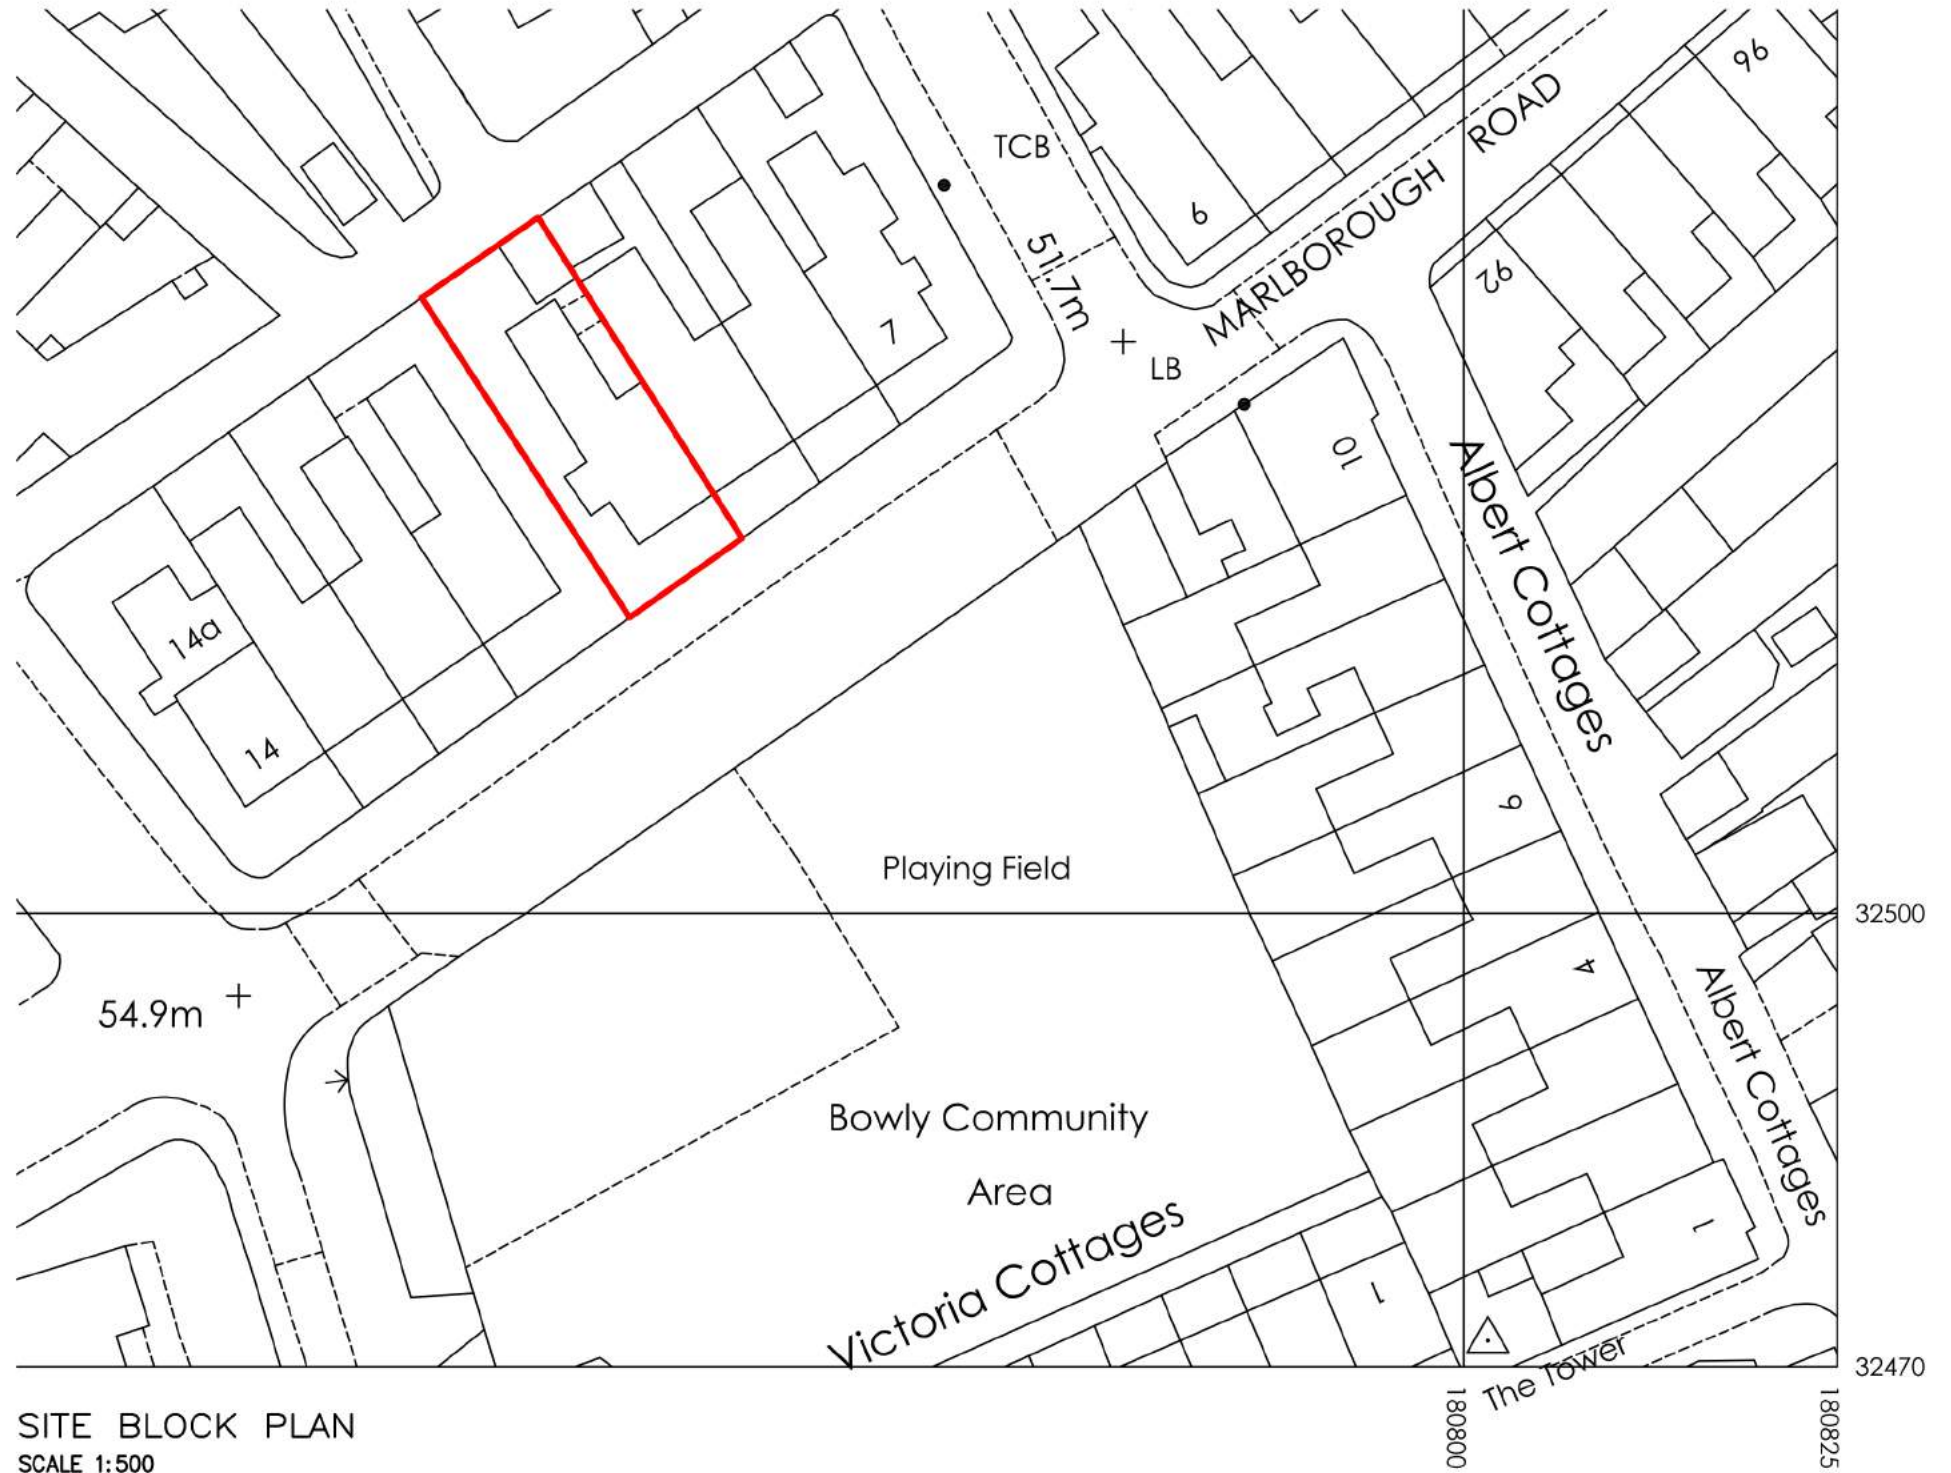 96
TCB
ROAD
6
MARLBOROUGH
51.7m
92
7
LB
10
Albert Cottages
14a
14
6
Playing Field
32500
4
54.9m
Albert Cottages
Bowly Community
Area
Victoria Cottages
1
1
The Tower
32470
180800
180825
SITE BLOCK PLAN
SCALE 1:500